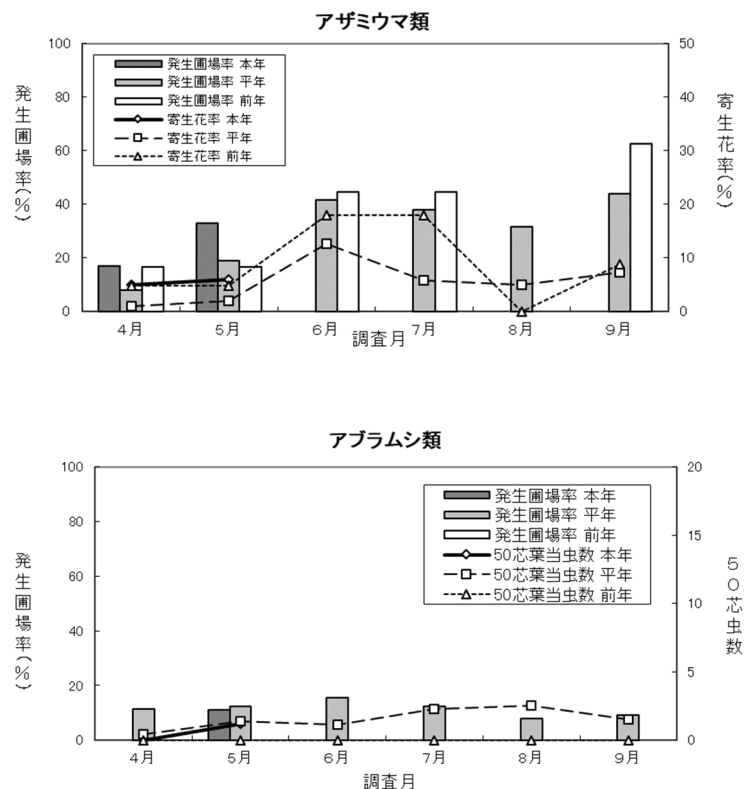 アザミウマ類
100
80
60
40
20
0
発生圃場率(%)
発生圃場率 本年
発生圃場率 平年
発生圃場率 前年
寄生花率 本年
寄生花率 平年
寄生花率 前年
50
40
30
20
10
0
寄生花率(%)
4月 5月 6月 7月 8月 9月
調査月
アブラムシ類
100
80
60
40
20
0
発生圃場率(%)
発生圃場率 本年
発生圃場率 平年
発生圃場率 前年
50芯葉当虫数 本年
50芯葉当虫数 平年
50芯葉当虫数 前年
20
15
10
5
0
50芯虫数
4月 5月 6月 7月 8月 9月
調査月